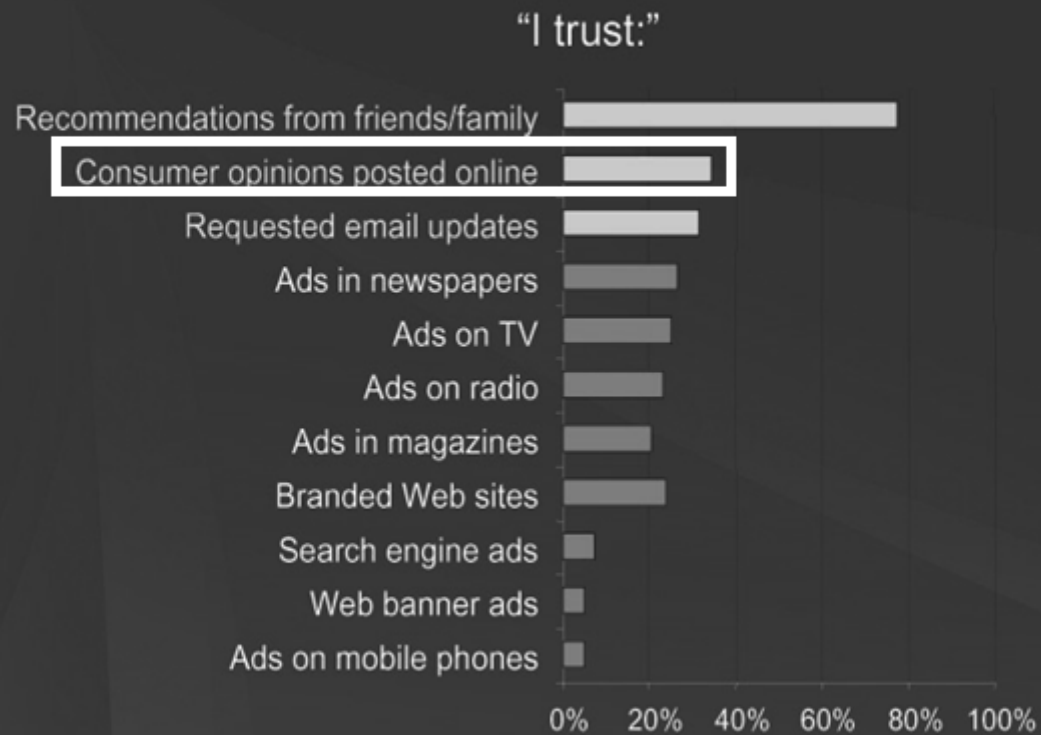 “I trust:”
Recommendations from friends/family
Consumer opinions posted online
Requested email updates
Ads in newspapers
Ads on TV
Ads on radio
Ads in magazines
Branded Web sites
Search engine ads
Web banner ads
Ads on mobile phones
0% 20% 40% 60% 80% 100%